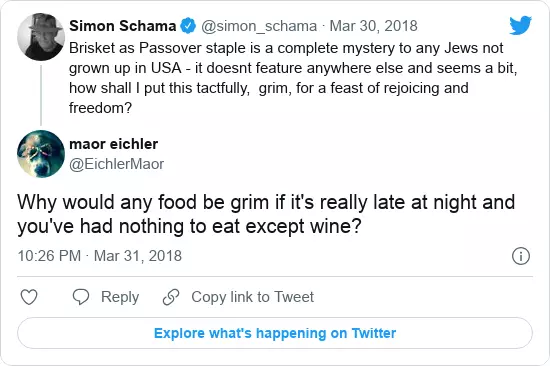 Simon Schama @simon_schama · Mar 30, 2018
Brisket as Passover staple is a complete mystery to any Jews not
grown up in USA - it doesnt feature anywhere else and seems a bit,
how shall I put this tactfully,  grim, for a feast of rejoicing and
freedom?
maor eichler
@EichlerMaor
Why would any food be grim if it's really late at night and
you've had nothing to eat except wine?
10:26 PM · Mar 31, 2018
Reply
Copy link to Tweet
Explore what's happening on Twitter